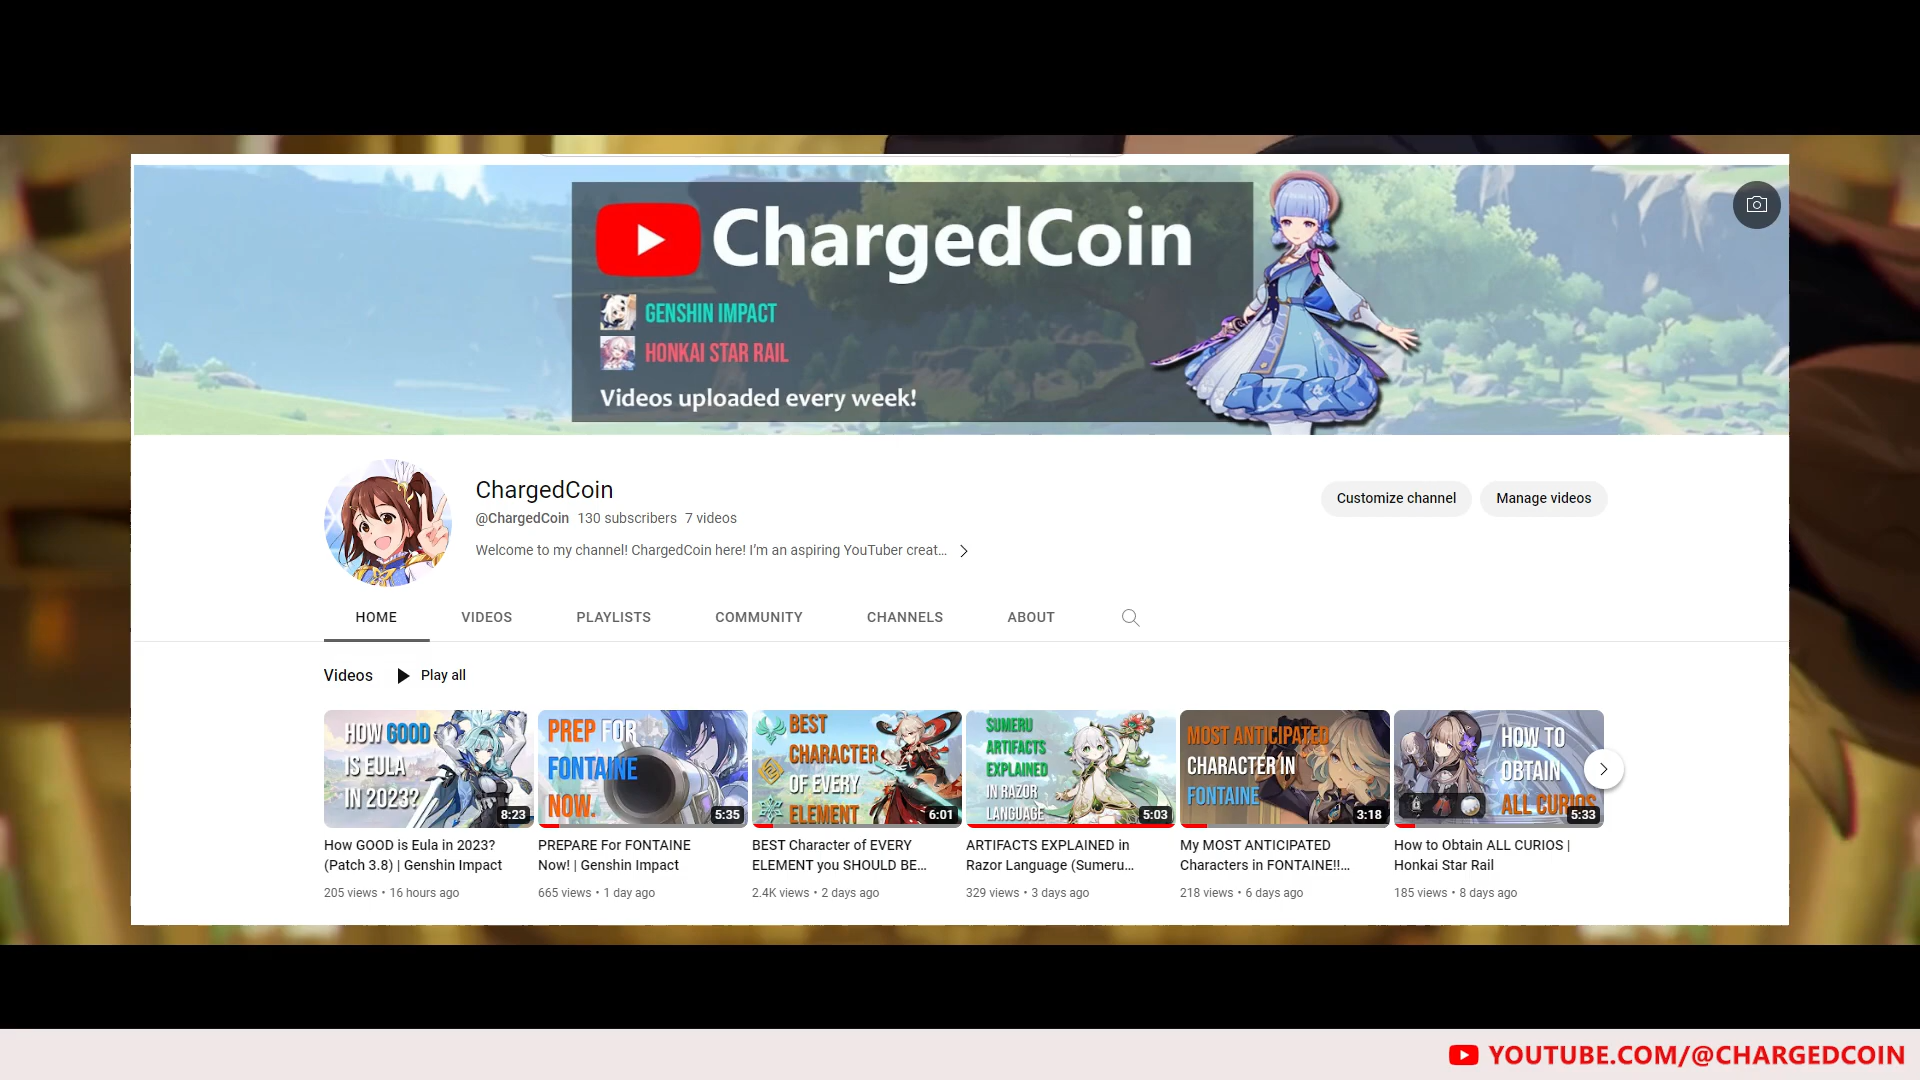 ChargedCoin
GENSHIN IMPACT
HONKAI STAR RAIL
Videos uploaded every week!
ChargedCoin
@ChargedCoin 130 subscribers 7 videos
Welcome to my channel! ChargedCoin here! I'm an aspiring YouTuber creat...
Customize channel
Manage videos
HOME VIDEOS PLAYLISTS COMMUNITY CHANNELS ABOUT
Videos Play all
HOW GOOD
IS EULA
IN 2023?
8:23
How GOOD is Eula in 2023?
(Patch 3.8) | Genshin Impact
205 views • 16 hours ago
PREP FOR
FONTAINE
NOW.
5:35
PREPARE For FONTAINE
Now! | Genshin Impact
665 views • 1 day ago
BEST
CHARACTER
OF EVERY
ELEMENT
6:01
BEST Character of EVERY
ELEMENT you SHOULD BE...
2.4K views • 2 days ago
SUMERU
ARTIFACTS
EXPLAINED
IN RAZOR
LANGUAGE
5:03
ARTIFACTS EXPLAINED in
Razor Language (Sumeru...
329 views • 3 days ago
MOST ANTICIPATED
CHARACTER IN
FONTAINE
3:18
My MOST ANTICIPATED
Characters in FONTAINE!!...
218 views • 6 days ago
HOW TO
OBTAIN
ALL CURIOS
5:33
How to Obtain ALL CURIOS |
Honkai Star Rail
185 views • 8 days ago
YOUTUBE.COM/@CHARGEDCOIN